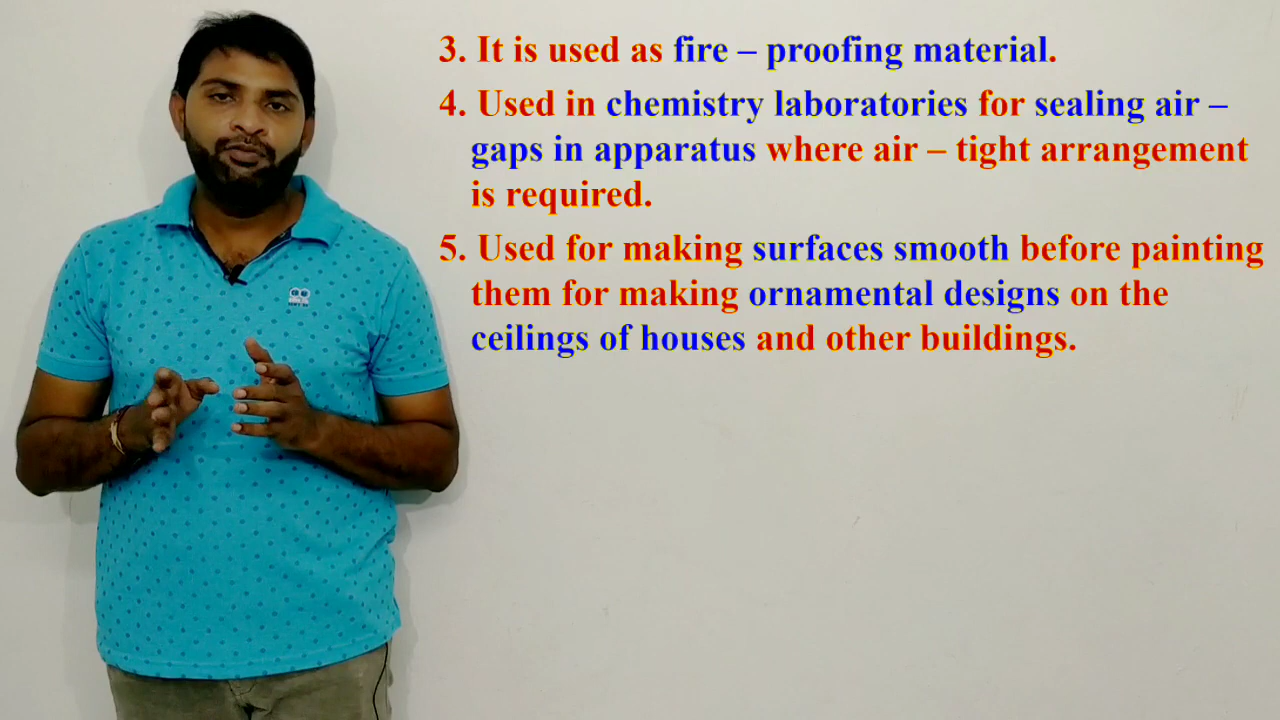 3. It is used as fire – proofing material.
4. Used in chemistry laboratories for sealing air –
gaps in apparatus where air – tight arrangement
is required.
5. Used for making surfaces smooth before painting
them for making ornamental designs on the
ceilings of houses and other buildings.